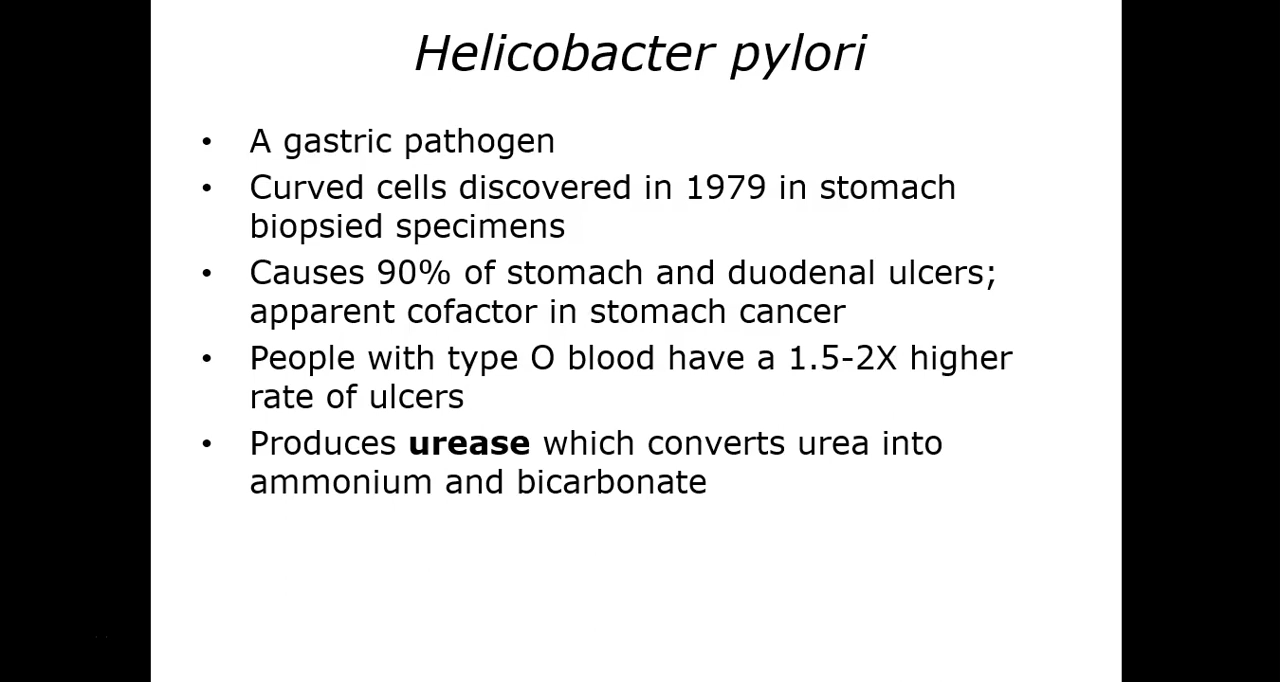 Helicobacter pylori
• A gastric pathogen
• Curved cells discovered in 1979 in stomach
biopsied specimens
• Causes 90% of stomach and duodenal ulcers;
apparent cofactor in stomach cancer
• People with type O blood have a 1.5-2X higher
rate of ulcers
• Produces urease which converts urea into
ammonium and bicarbonate